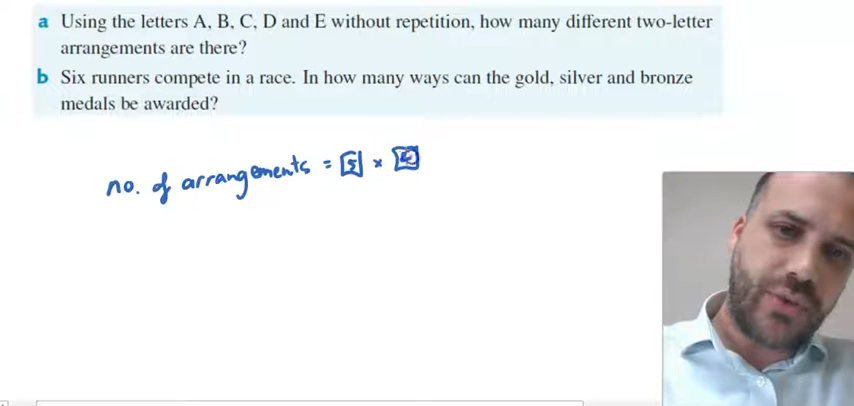 a Using the letters A, B, C, D and E without repetition, how many different two-letter
arrangements are there?
b Six runners compete in a race. In how many ways can the gold, silver and bronze
medals be awarded?
no. of arrangements = 5 × 4